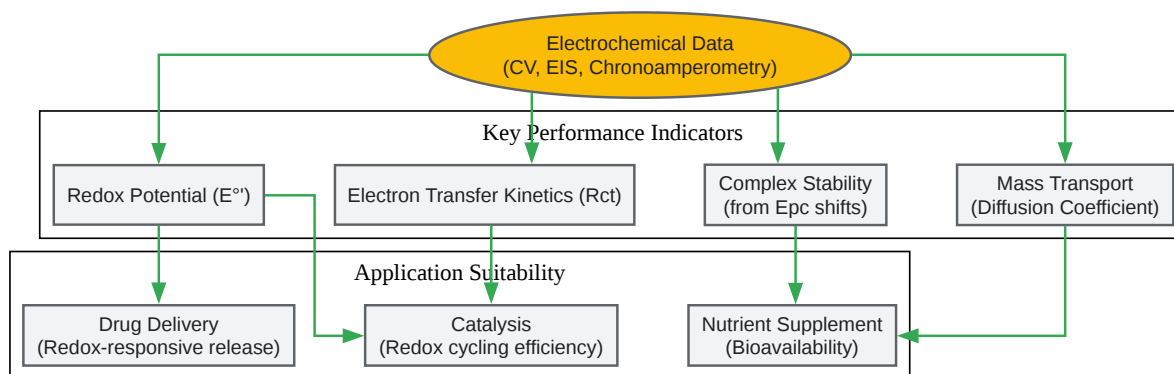 Electrochemical Data
(CV, EIS, Chronoamperometry)
Key Performance Indicators
Redox Potential (E°')
Electron Transfer Kinetics (Rct)
Complex Stability
(from Epc shifts)
Mass Transport
(Diffusion Coefficient)
Application Suitability
Drug Delivery
(Redox-responsive release)
Catalysis
(Redox cycling efficiency)
Nutrient Supplement
(Bioavailability)